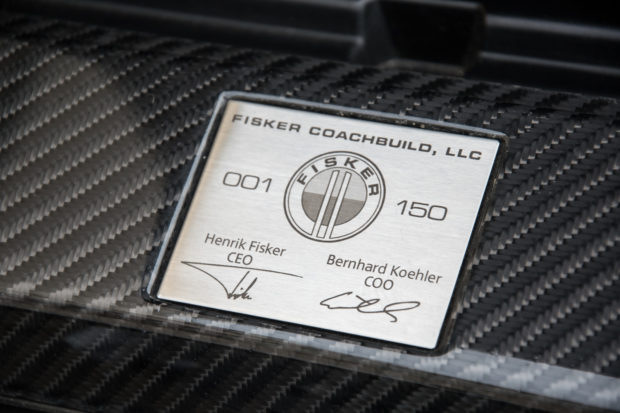 FISKER COACHBUILD, LLC
001 FISKER 150
Henrik Fisker
CEO
Bernhard Koehler
COO